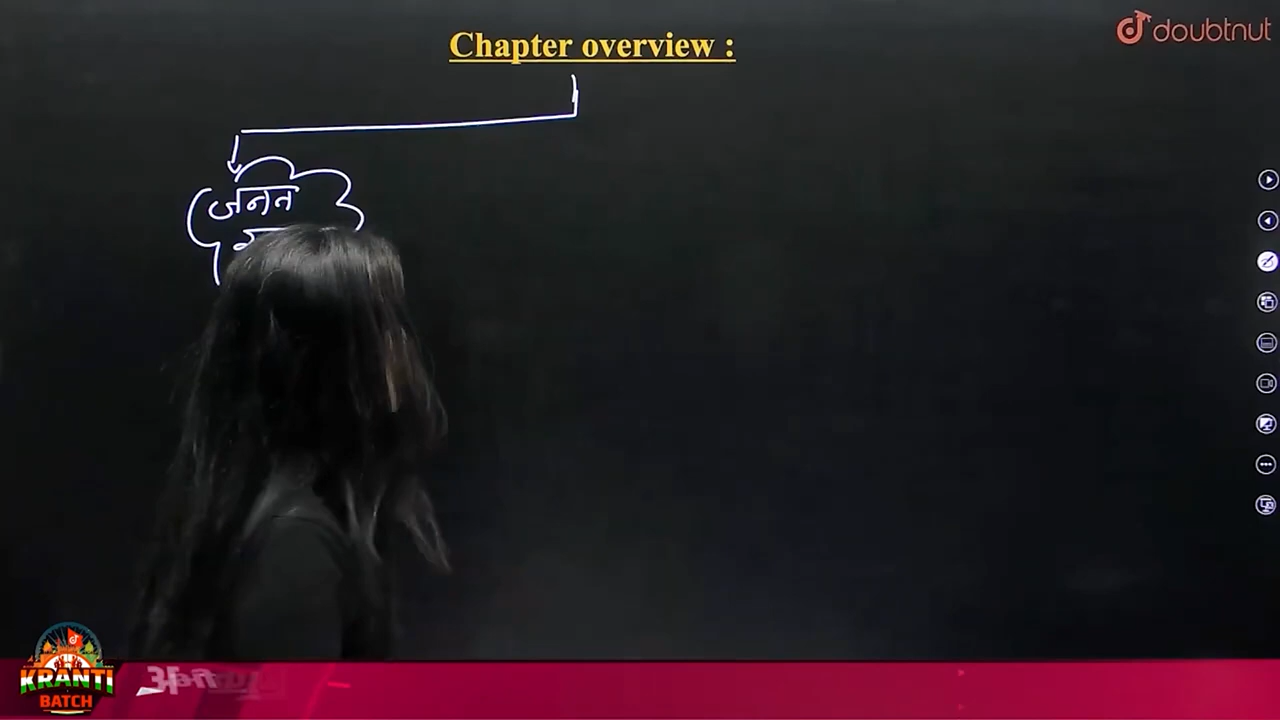 Chapter overview :
doubtnut
जनन
KRANTI
BATCH